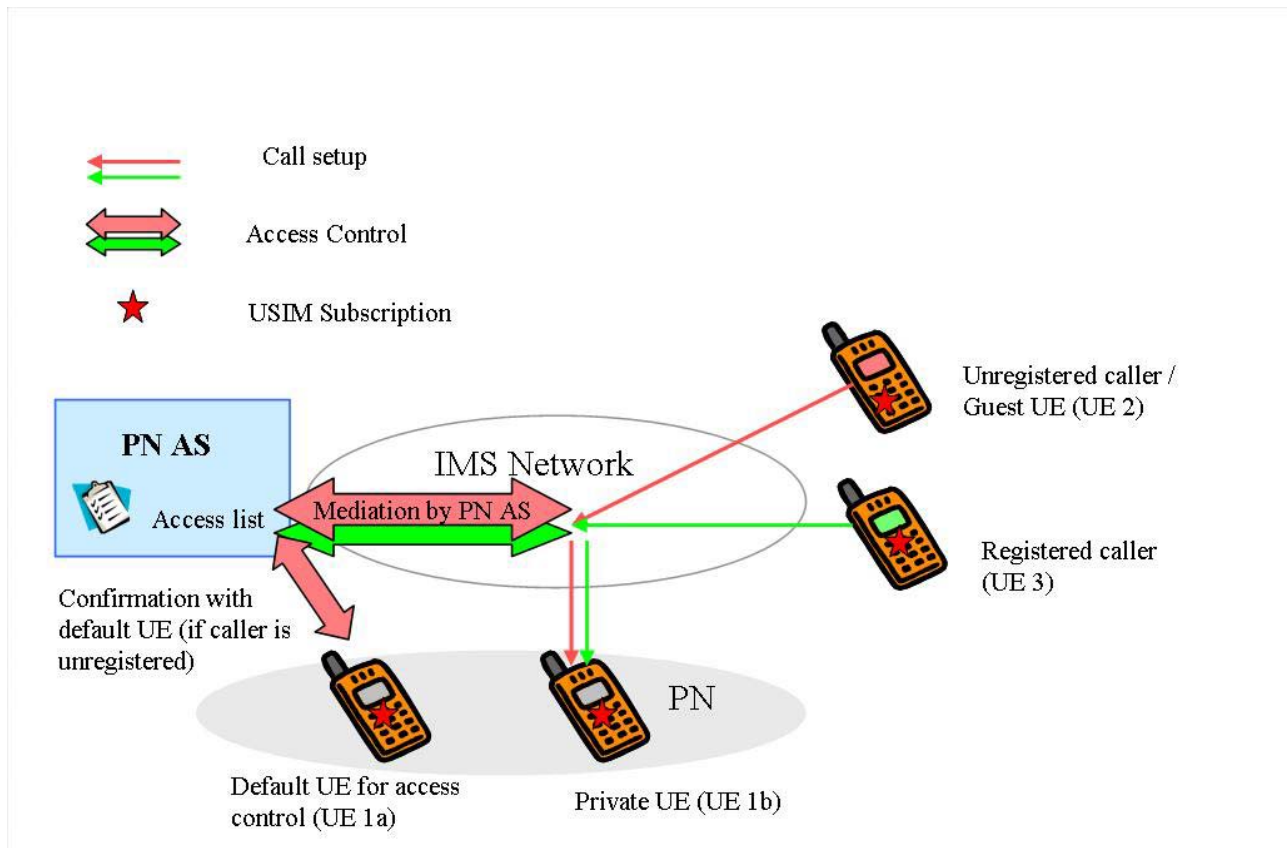 Call setup
Access Control
USIM Subscription
Unregistered caller /
Guest UE (UE 2)
PN AS
IMS Network
Mediation by PN AS
Access list
Registered caller
(UE 3)
Confirmation with
default UE (if caller is
unregistered)
PN
Default UE for access
control (UE 1a)
Private UE (UE 1b)